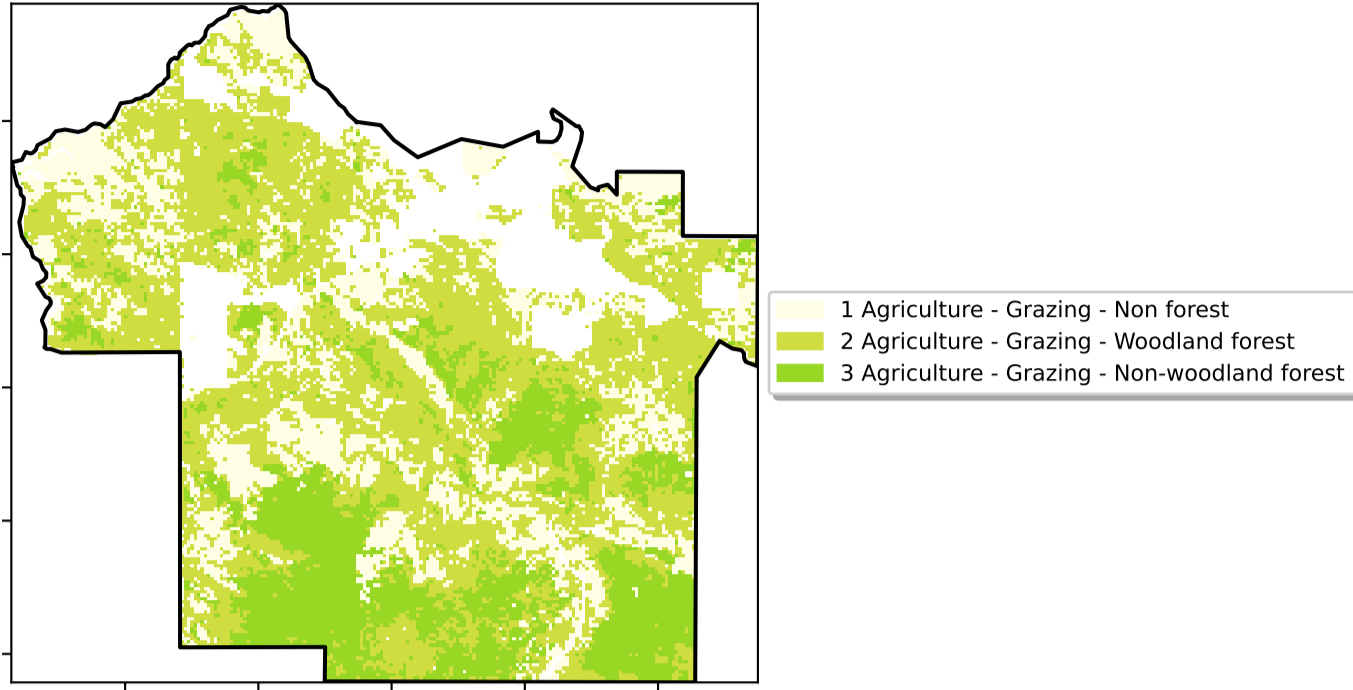 1 Agriculture - Grazing - Non forest
2 Agriculture - Grazing - Woodland forest
3 Agriculture - Grazing - Non-woodland forest